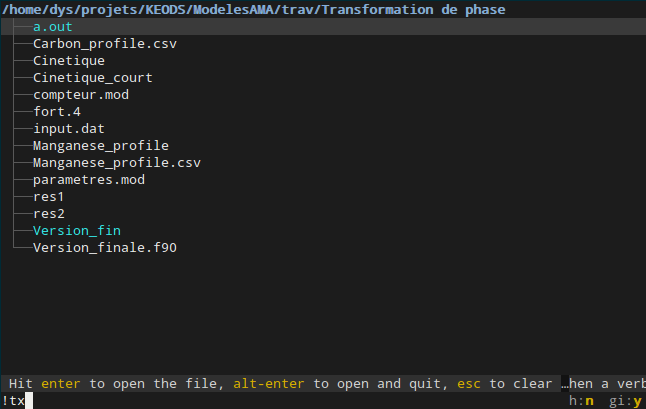 /home/dys/projets/KEODS/ModelesAMA/trav/Transformation de phase
a.out
Carbon_profile.csv
Cinetique
Cinetique_court
compteur.mod
fort.4
input.dat
Manganese_profile
Manganese_profile.csv
parametres.mod
res1
res2
Version_fin
Version_finale.f90
Hit enter to open the file, alt-enter to open and quit, esc to clear …hen a verb
!tx h:n gi:y